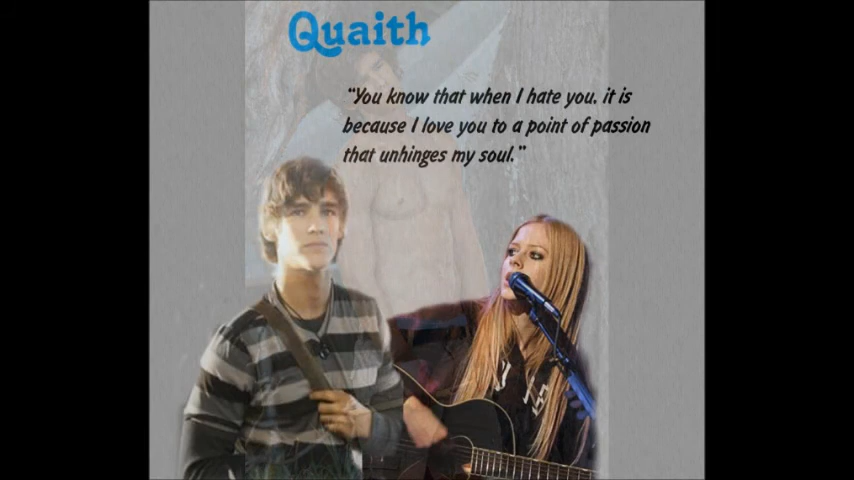 Quaith
"You know that when I hate you. it is
because I love you to a point of passion
that unhinges my soul."